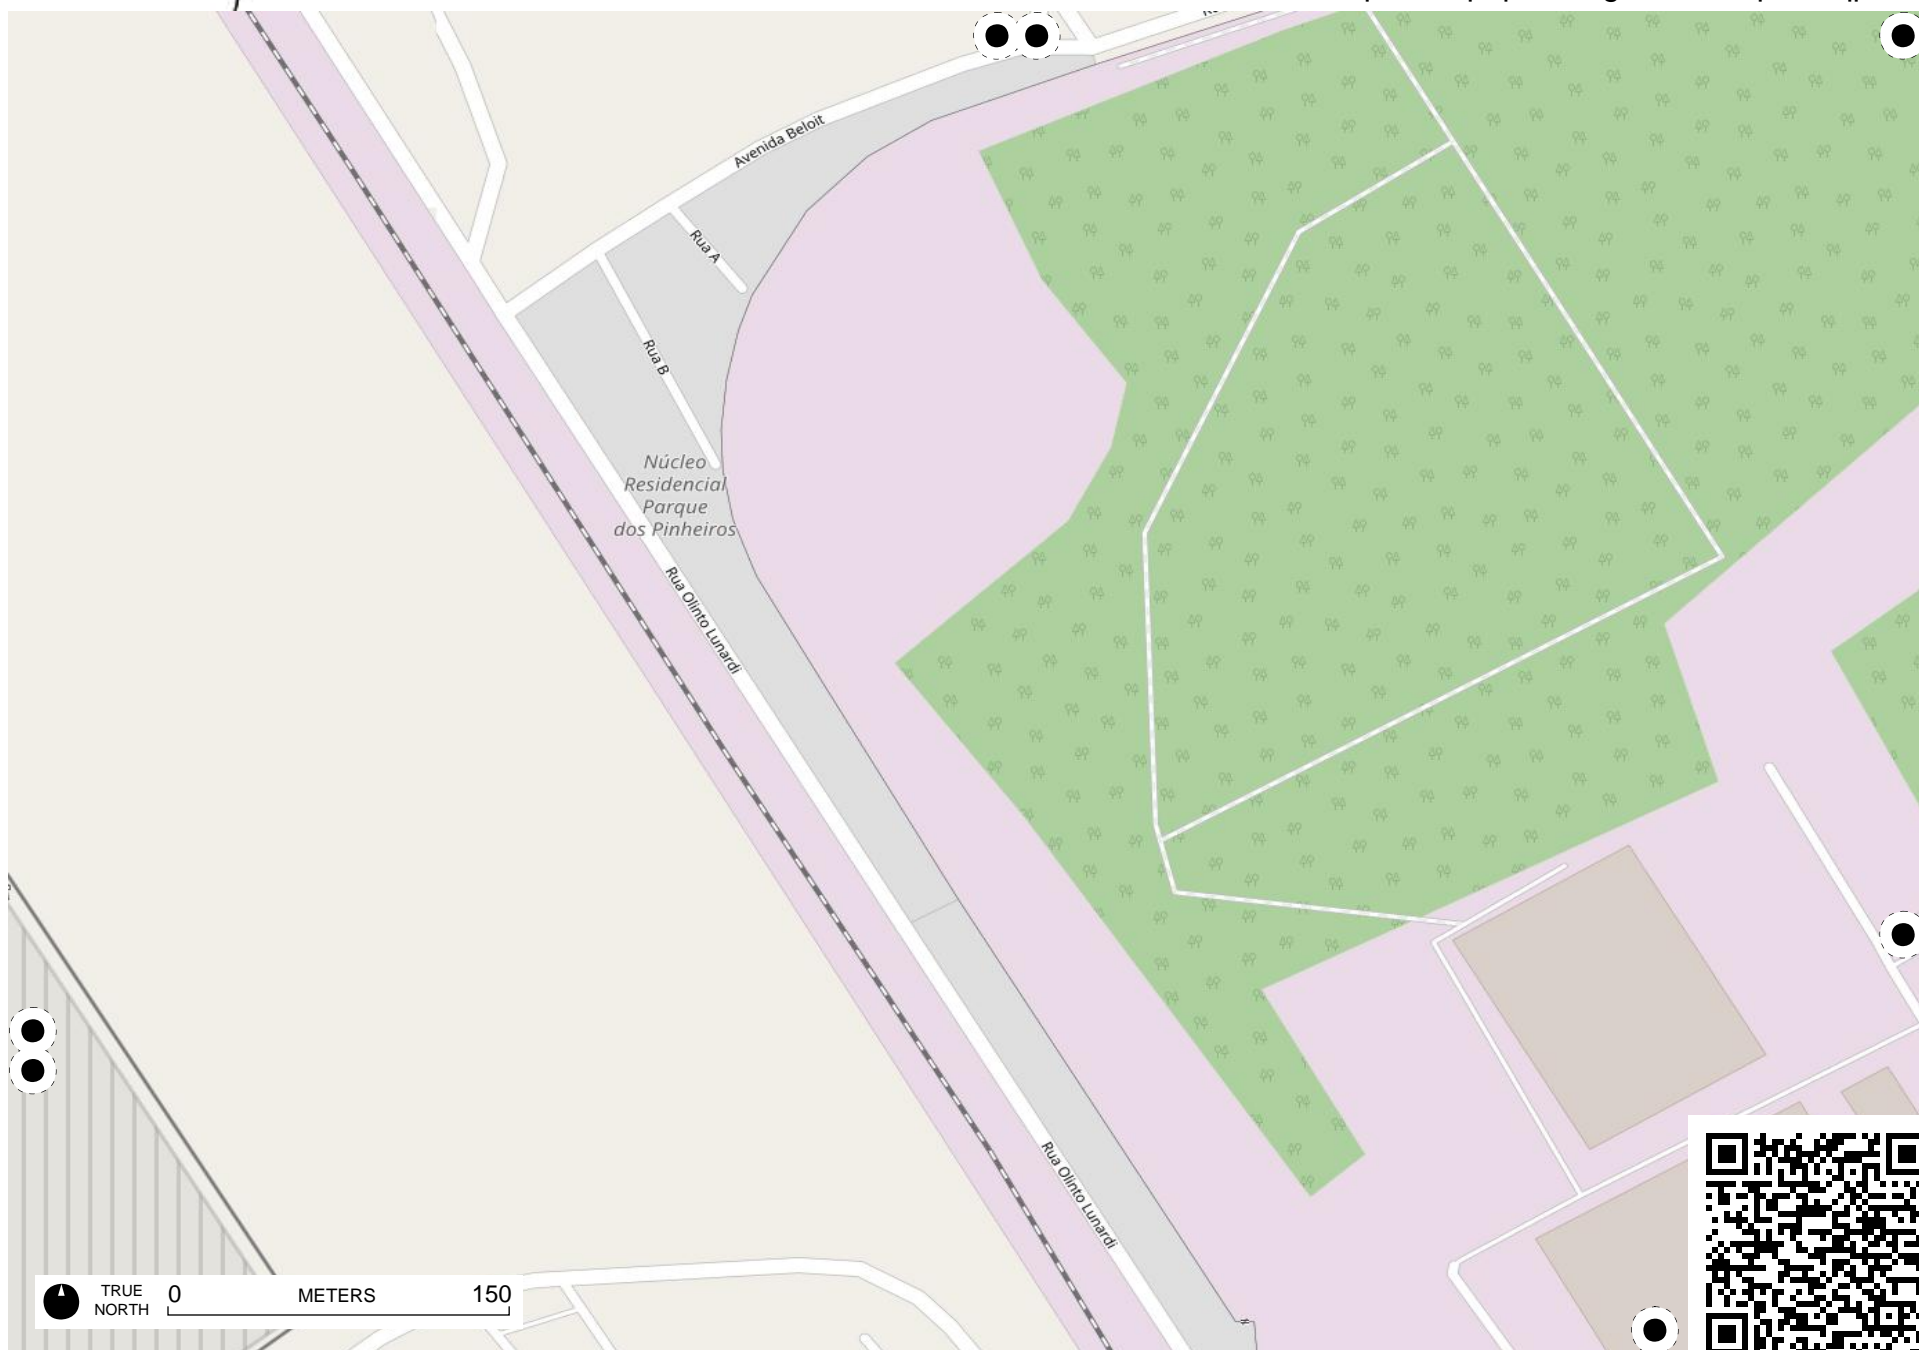 Avenida Beloit
Rua A
Rua B
Núcleo
Residencial
Parque
dos Pinheiros
Rua Olinto Lunardi
Rua Olinto Lunardi
TRUE
NORTH
0 METERS 150